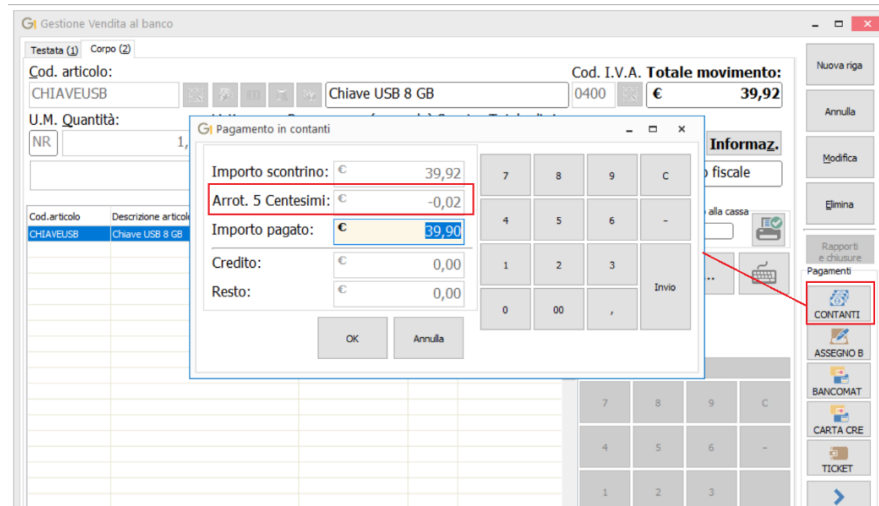 Gestione Vendita al banco
Testata (1) Corpo (2)
Cod. articolo:
Cod. I.V.A.
Totale movimento:
CHIAVEUSB
Chiave USB 8 GB
0400
€ 39,92
U.M. Quantità:
NR
1,
Informaz.
fiscale
alla cassa
Cod.articolo
Descrizione articolo
CHIAVEUSB
Chiave USB 8 GB
Pagamento in contanti
Importo scontrino: € 39,92
Arrot. 5 Centesimi: € -0,02
Importo pagato: € 39,90
Credito: € 0,00
Resto: € 0,00
OK
Annulla
7 8 9 C
4 5 6 -
1 2 3
Invio
0 00 ,
..
7 8 9 C
4 5 6 -
1 2 3
Nuova riga
Annulla
Modifica
Elimina
Rapporti
e chiusure
Pagamenti
CONTANTI
ASSEGNO B
BANCOMAT
CARTA CRE
TICKET